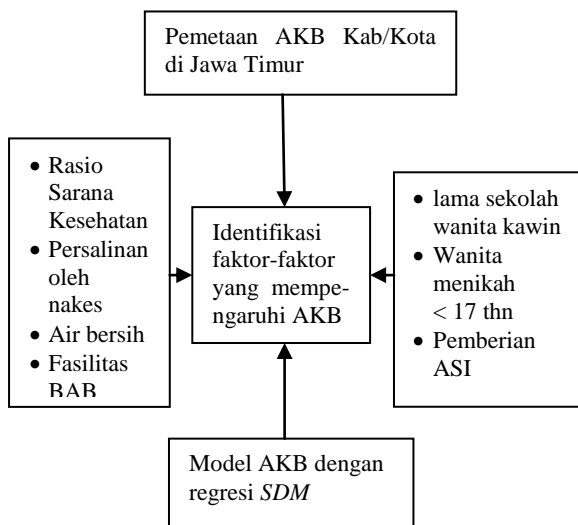 Pemetaan AKB Kab/Kota
di Jawa Timur
• Rasio
Sarana
Kesehatan
• Persalinan
oleh
nakes
• Air bersih
• Fasilitas
BAB
Identifikasi
faktor-faktor
yang mempe-
ngaruhi AKB
• lama sekolah
wanita kawin
• Wanita
menikah
< 17 thn
• Pemberian
ASI
Model AKB dengan
regresi SDM